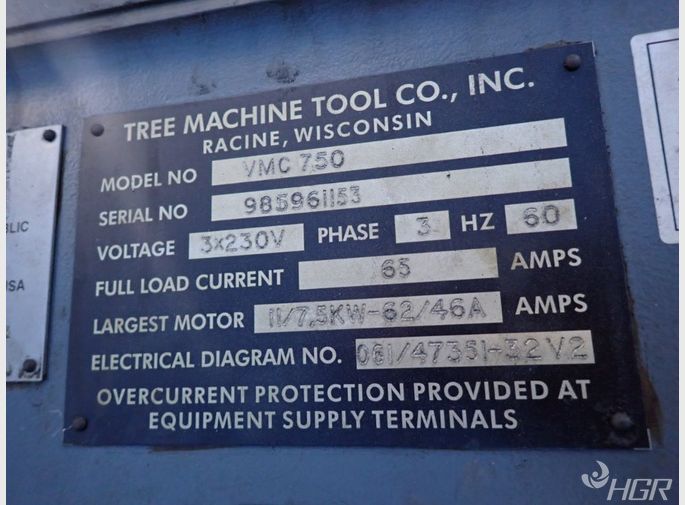 TREE MACHINE TOOL CO., INC.
RACINE, WISCONSIN
MODEL NO VMC 750
SERIAL NO 985961153
VOLTAGE 3x230V PHASE 3 HZ 60
FULL LOAD CURRENT 65 AMPS
LARGEST MOTOR 11/7,5KW-62/46A AMPS
ELECTRICAL DIAGRAM NO. 081/47351-32V2
OVERCURRENT PROTECTION PROVIDED AT
EQUIPMENT SUPPLY TERMINALS
HGR